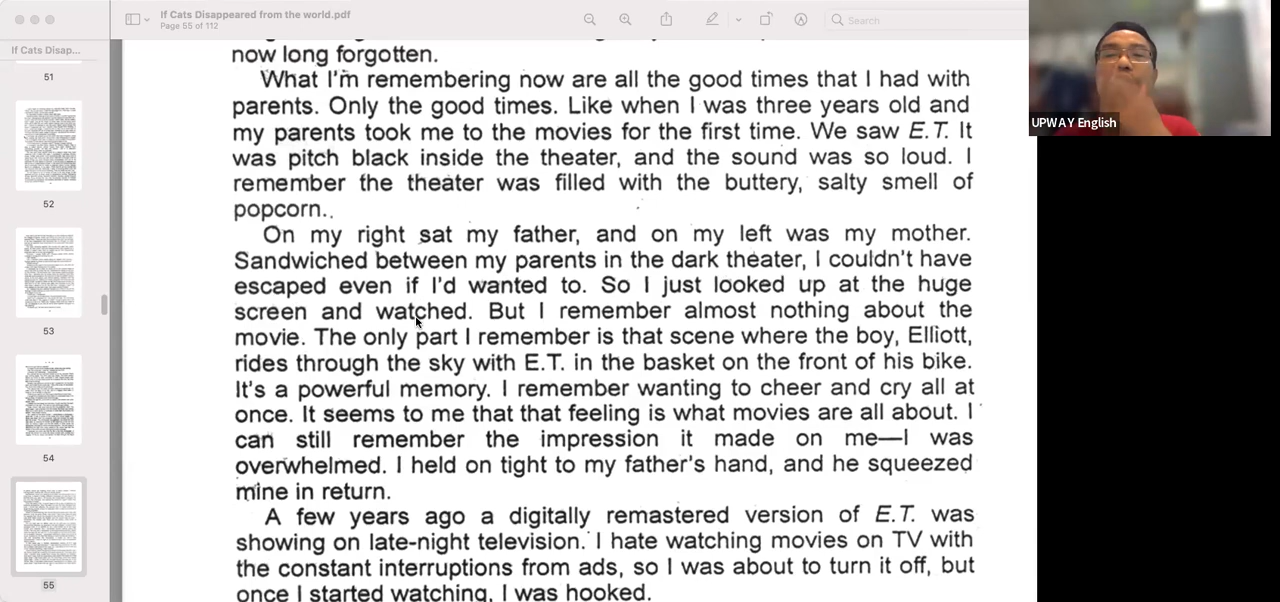 If Cats Disappeared from the world.pdf
Page 55 of 112
Search
If Cats Disap...
51
52
53
54
55
now long forgotten.
What I'm remembering now are all the good times that I had with
parents. Only the good times. Like when I was three years old and
my parents took me to the movies for the first time. We saw E.T. It
was pitch black inside the theater, and the sound was so loud. I
remember the theater was filled with the buttery, salty smell of
popcorn.
On my right sat my father, and on my left was my mother.
Sandwiched between my parents in the dark theater, I couldn't have
escaped even if I'd wanted to. So I just looked up at the huge
screen and watched. But I remember almost nothing about the
movie. The only part I remember is that scene where the boy, Elliott,
rides through the sky with E.T. in the basket on the front of his bike.
It's a powerful memory. I remember wanting to cheer and cry all at
once. It seems to me that that feeling is what movies are all about. I
can still remember the impression it made on me—I was
overwhelmed. I held on tight to my father's hand, and he squeezed
mine in return.
A few years ago a digitally remastered version of E.T. was
showing on late-night television. I hate watching movies on TV with
the constant interruptions from ads, so I was about to turn it off, but
once I started watching, I was hooked.
UPWAY English